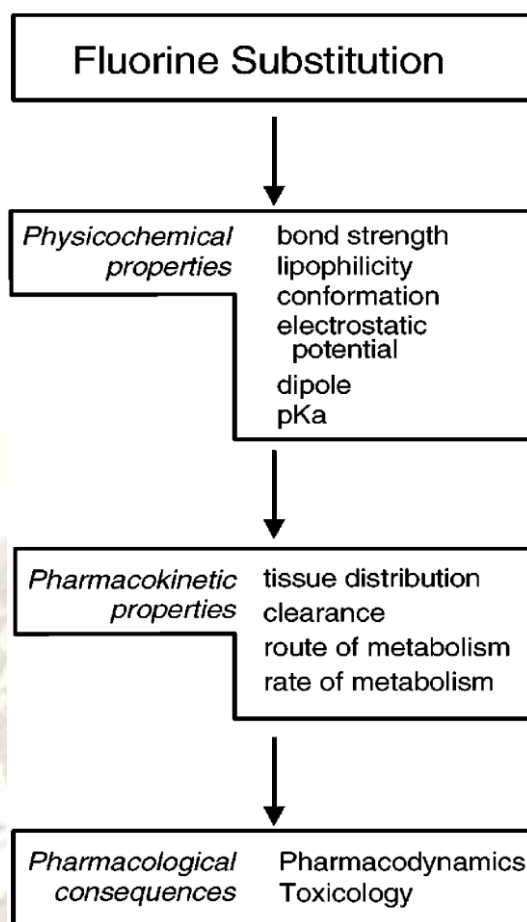 Fluorine Substitution
Physicochemical properties
bond strength
lipophilicity
conformation
electrostatic
potential
dipole
pKa
Pharmacokinetic properties
tissue distribution
clearance
route of metabolism
rate of metabolism
Pharmacological consequences
Pharmacodynamics
Toxicology